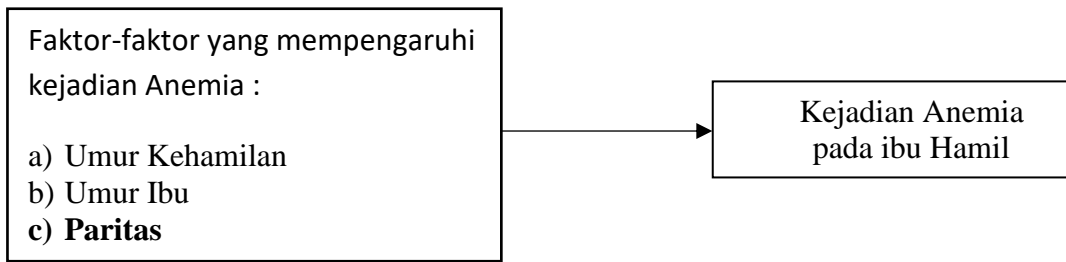 Faktor-faktor yang mempengaruhi
kejadian Anemia :
a) Umur Kehamilan
b) Umur Ibu
c) Paritas
Kejadian Anemia
pada ibu Hamil